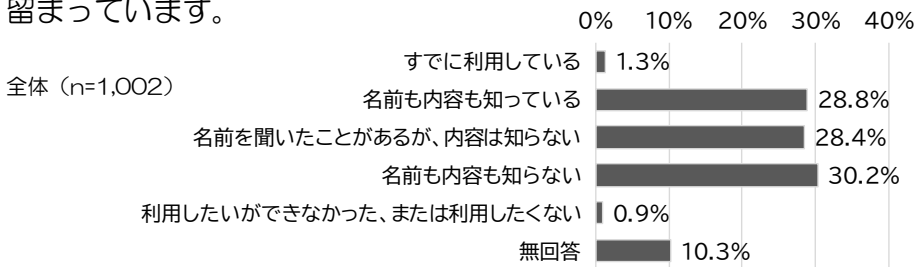 留まっています。
0% 10% 20% 30% 40%
全体（n=1,002）
すでに利用している 1.3%
名前も内容も知っている 28.8%
名前を聞いたことがあるが、内容は知らない 28.4%
名前も内容も知らない 30.2%
利用したいができなかった、または利用したくない 0.9%
無回答 10.3%